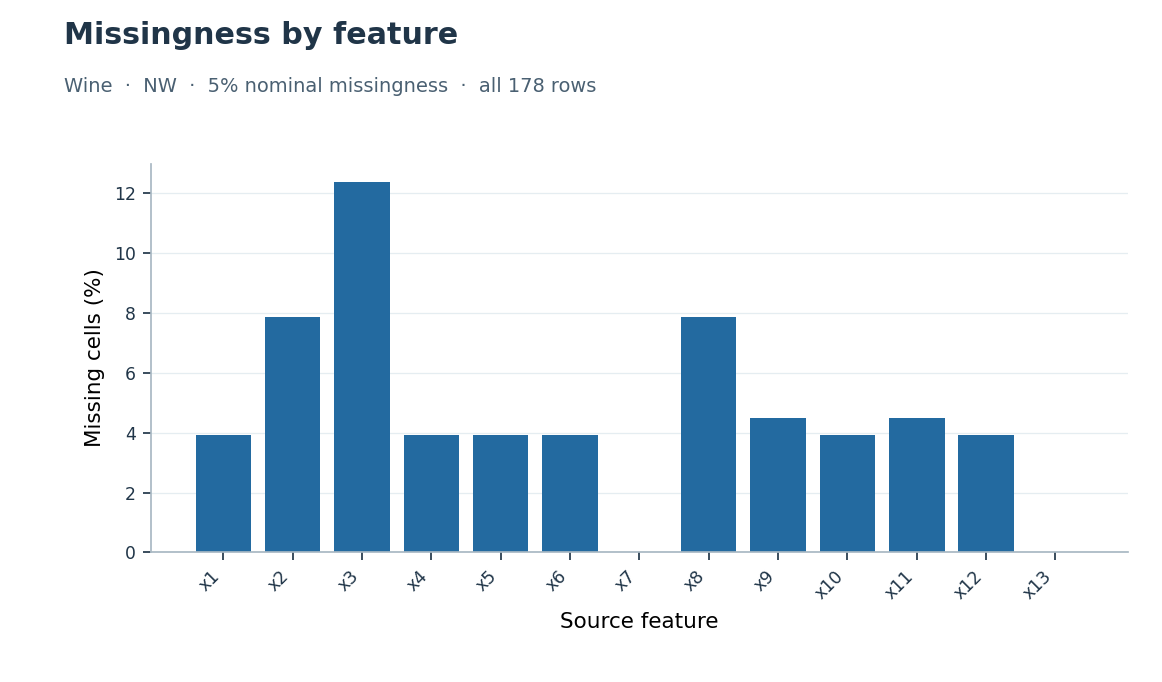 Missingness by feature
Wine · NW · 5% nominal missingness · all 178 rows
12
10
8
6
4
2
0
Missing cells (%)
x1 x2 x3 x4 x5 x6 x7 x8 x9 x10 x11 x12 x13
Source feature